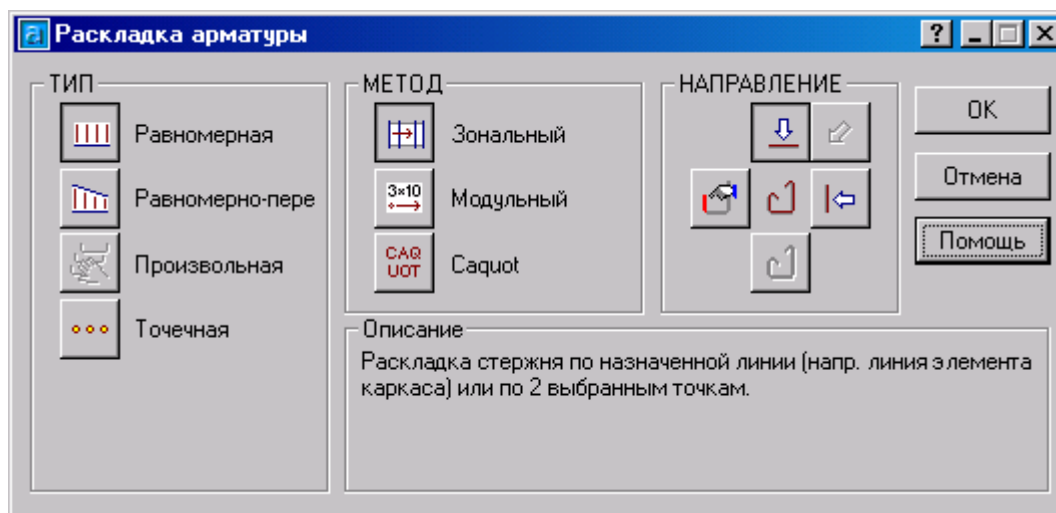 Раскладка арматуры
ТИП
Равномерная
Равномерно-пере
Произвольная
Точечная
МЕТОД
Зональный
3×10
Модульный
CAQ
UOT
Caquot
НАПРАВЛЕНИЕ
OK
Отмена
Помощь
Описание
Раскладка стержня по назначенной линии (напр. линия элемента
каркаса) или по 2 выбранным точкам.